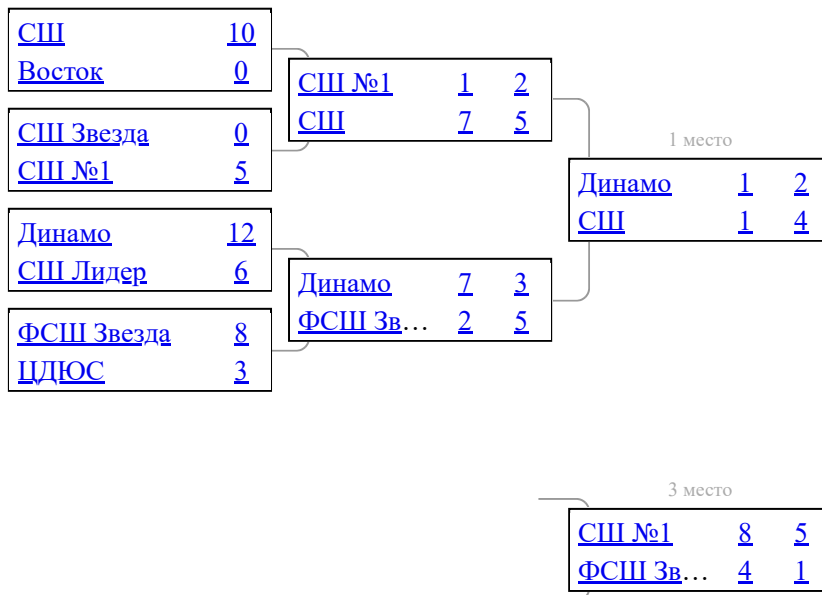 СШ 10
Восток 0
СШ Звезда 0
СШ №1 5
Динамо 12
СШ Лидер 6
ФСШ Звезда 8
ЦДЮС 3
СШ №1 1 2
СШ 7 5
Динамо 7 3
ФСШ Зв… 2 5
1 место
Динамо 1 2
СШ 1 4
3 место
СШ №1 8 5
ФСШ Зв… 4 1